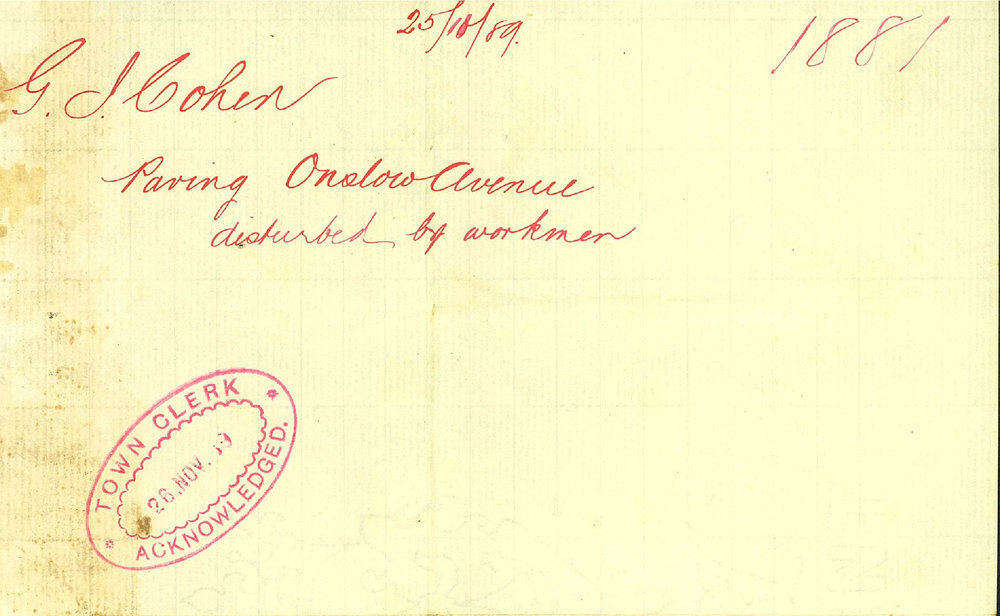 25/10/89.
1881
G. J. Cohen
Paving Onslow Avenue
disturbed by workmen
TOWN CLERK
26. NOV. 89
ACKNOWLEDGED.